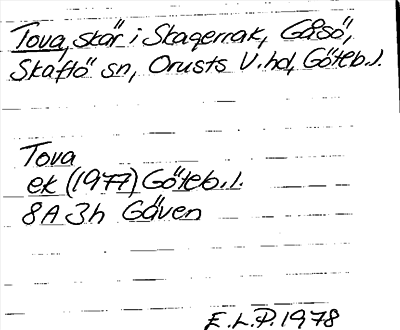 Tova, skär i Skagerrak, Gåsö,
Skaftö sn, Orusts V. hd, Göteb. l.
Tova
ek (1977) Göteb. l.
8A 3h Gåven
E.L.P. 1978